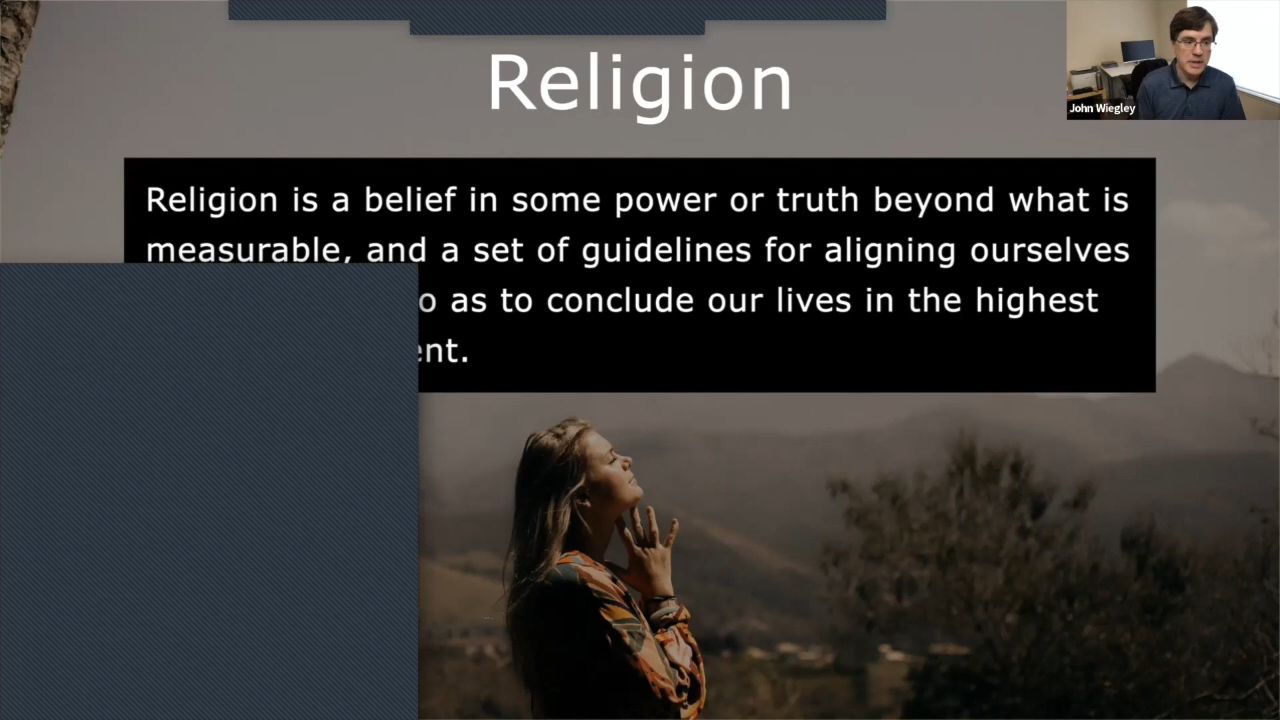 Religion
John Wiegley
Religion is a belief in some power or truth beyond what is
measurable, and a set of guidelines for aligning ourselves
as to conclude our lives in the highest